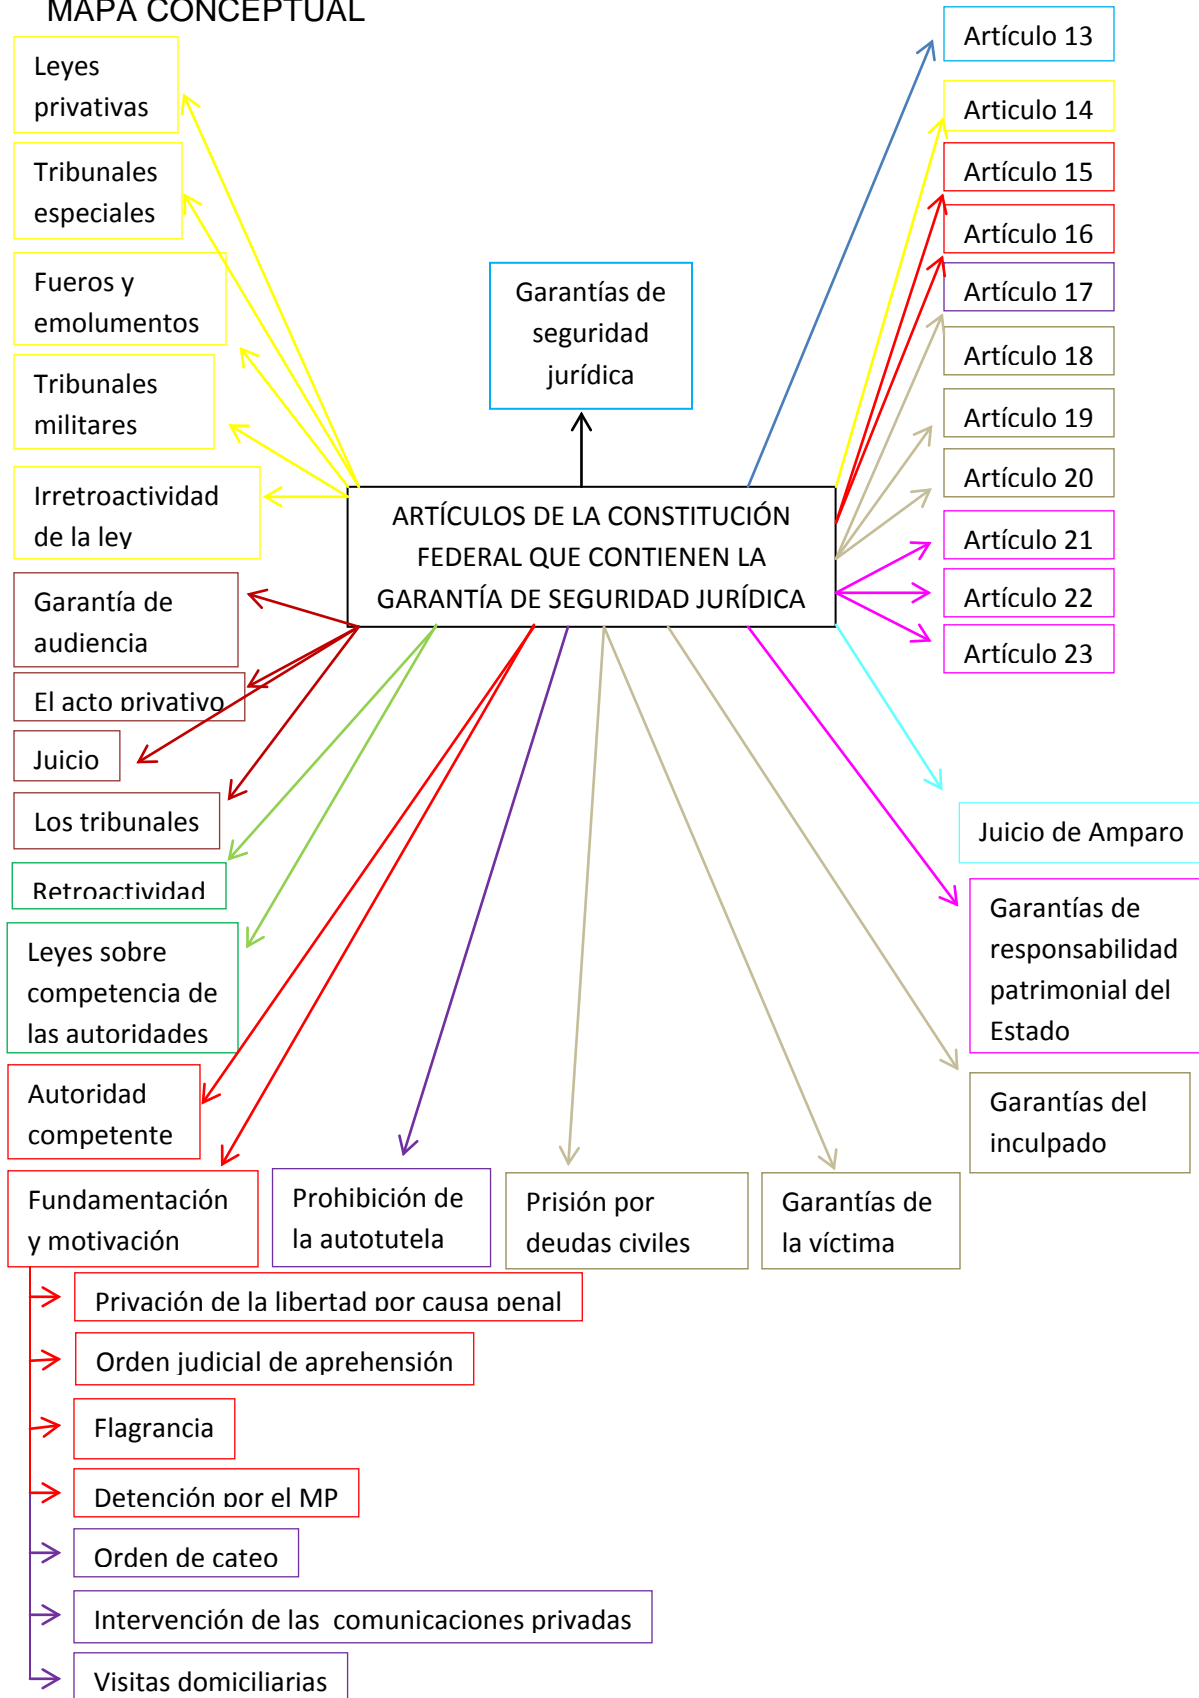 MAPA CONCEPTUAL
Leyes
privativas
Tribunales
especiales
Fueros y
emolumentos
Tribunales
militares
Irretroactividad
de la ley
Garantía de
audiencia
El acto privativo
Juicio
Los tribunales
Retroactividad
Leyes sobre
competencia de
las autoridades
Autoridad
competente
Fundamentación
y motivación
Privación de la libertad por causa penal
Orden judicial de aprehensión
Flagrancia
Detención por el MP
Orden de cateo
Intervención de las comunicaciones privadas
Visitas domiciliarias
Garantías de
seguridad
jurídica
ARTÍCULOS DE LA CONSTITUCIÓN
FEDERAL QUE CONTIENEN LA
GARANTÍA DE SEGURIDAD JURÍDICA
Prohibición de
la autotutela
Prisión por
deudas civiles
Garantías de
la víctima
Artículo 13
Articulo 14
Artículo 15
Artículo 16
Artículo 17
Artículo 18
Artículo 19
Artículo 20
Artículo 21
Artículo 22
Artículo 23
Juicio de Amparo
Garantías de
responsabilidad
patrimonial del
Estado
Garantías del
inculpado